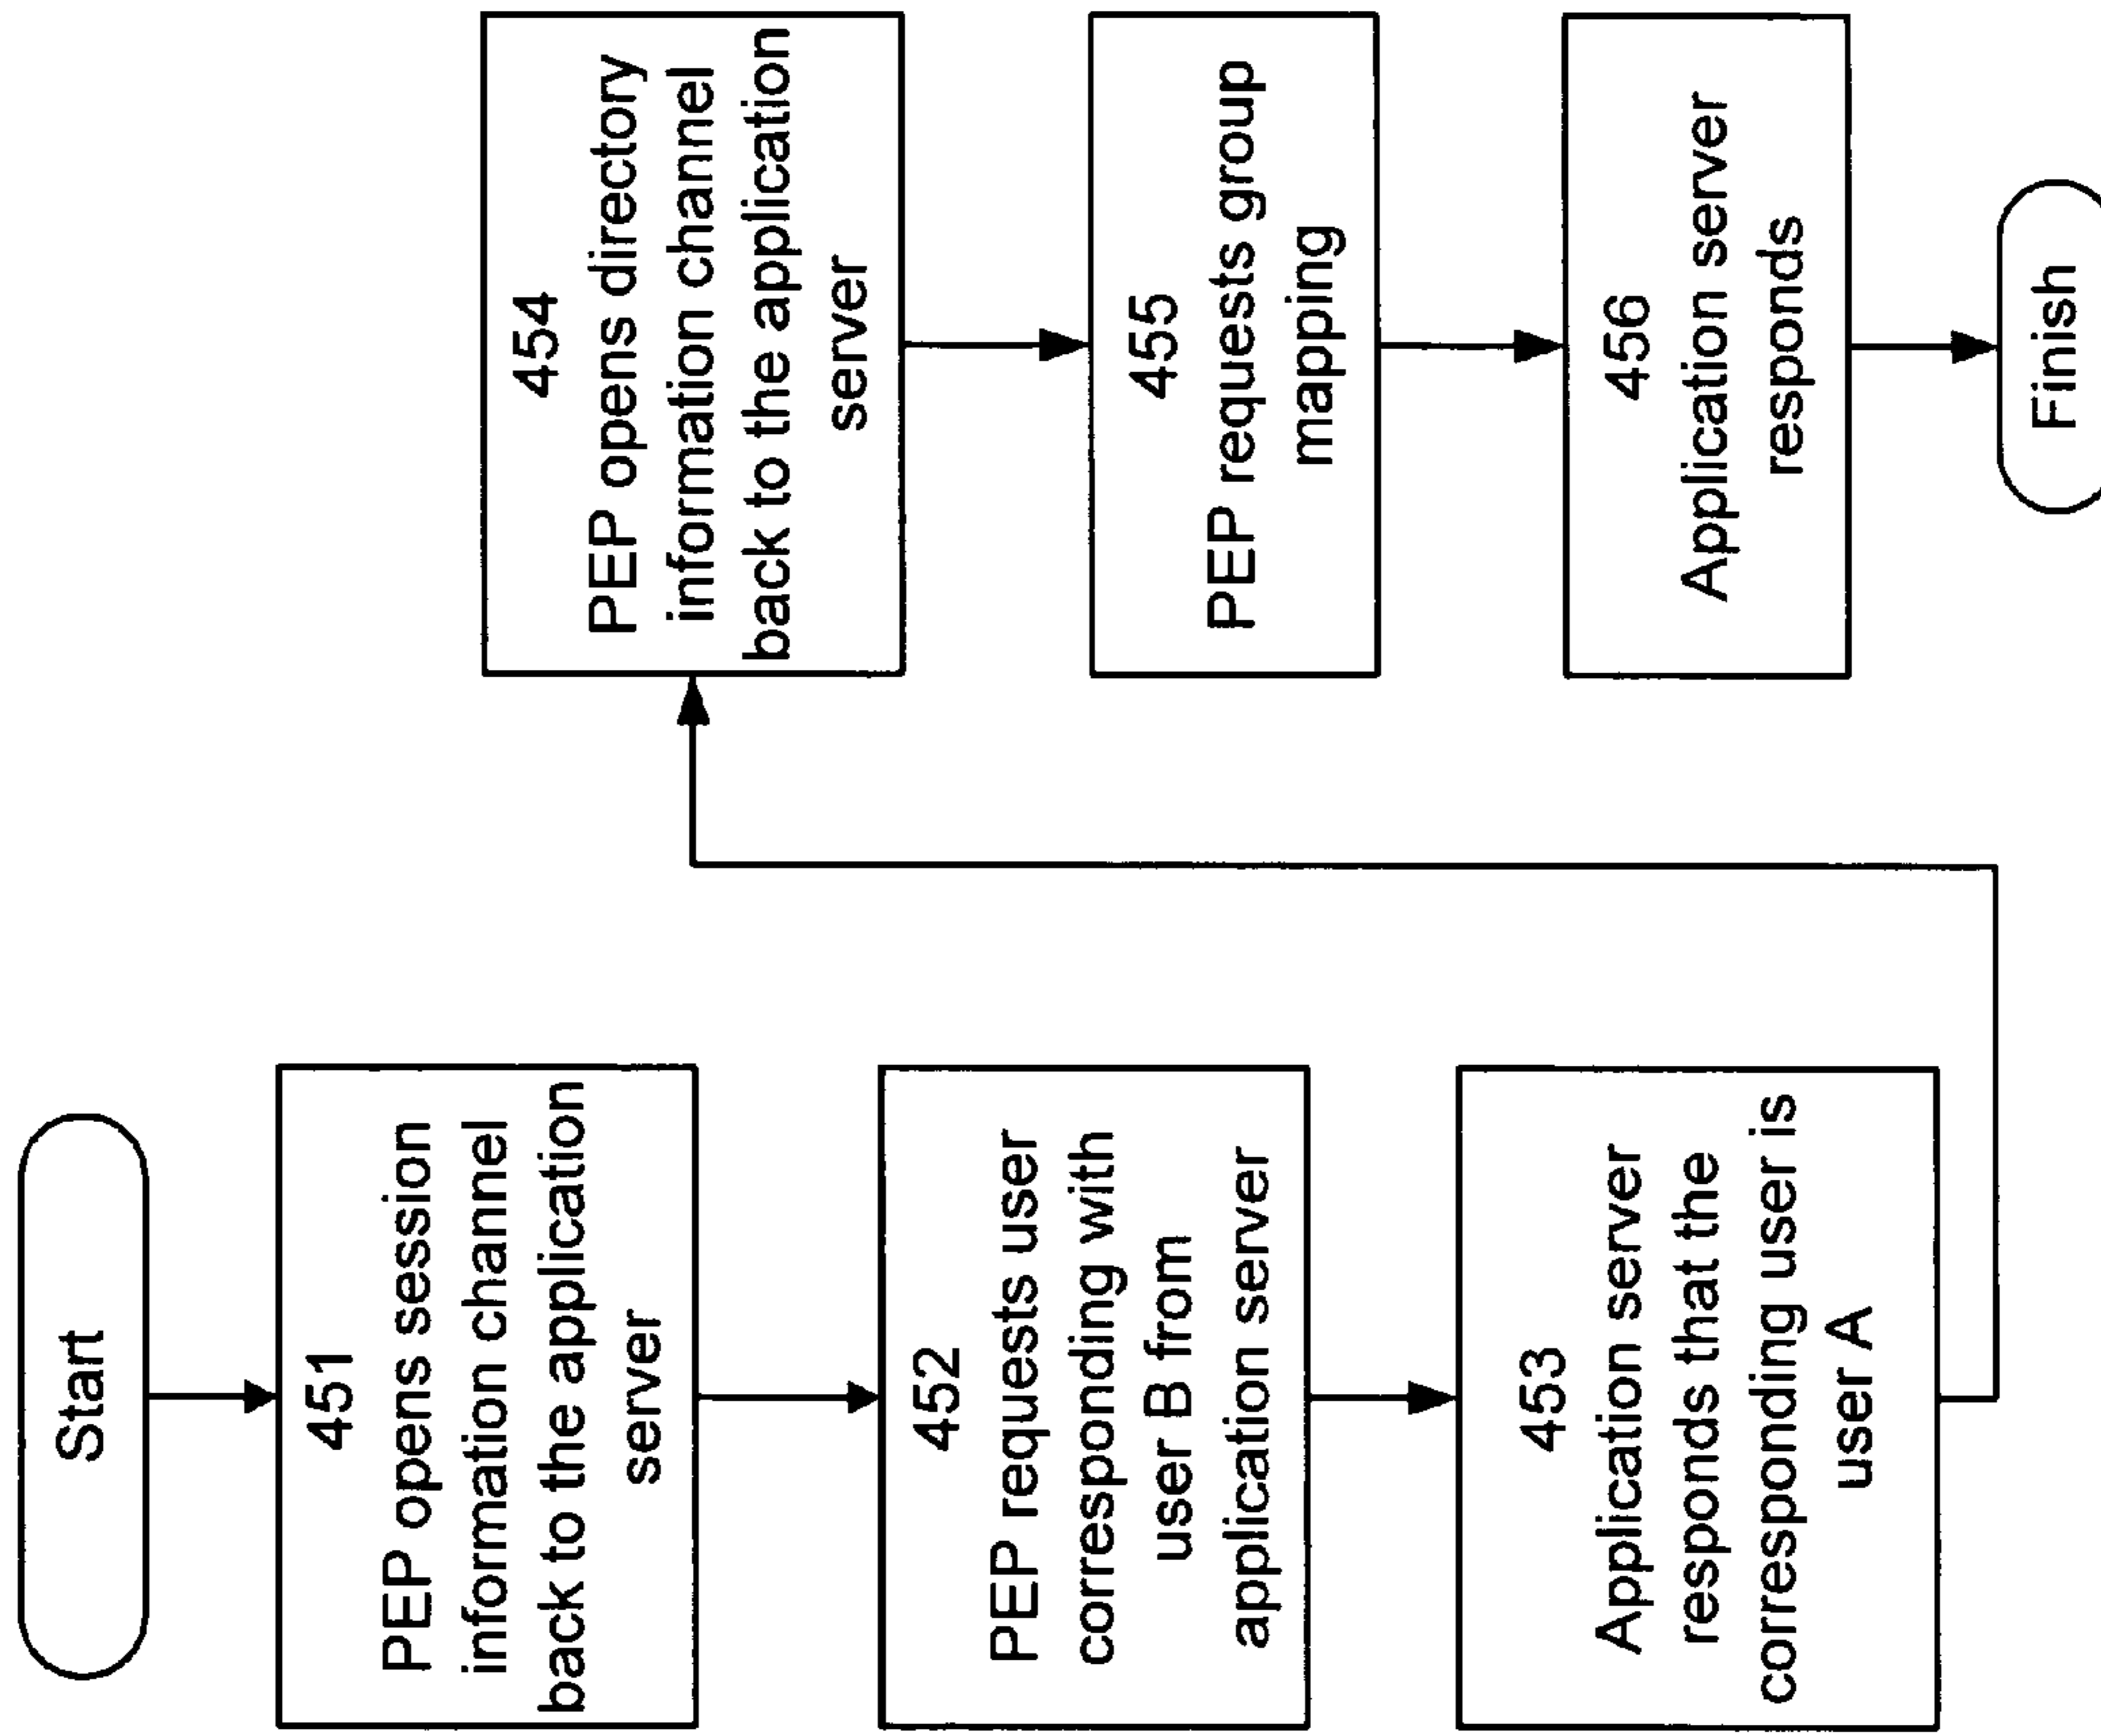 Start
451
PEP opens session
information channel
back to the application
server
452
PEP requests user
corresponding with
user B from
application server
453
Application server
responds that the
corresponding user is
user A
454
PEP opens directory
information channel
back to the application
server
455
PEP requests group
mapping
456
Application server
responds
Finish